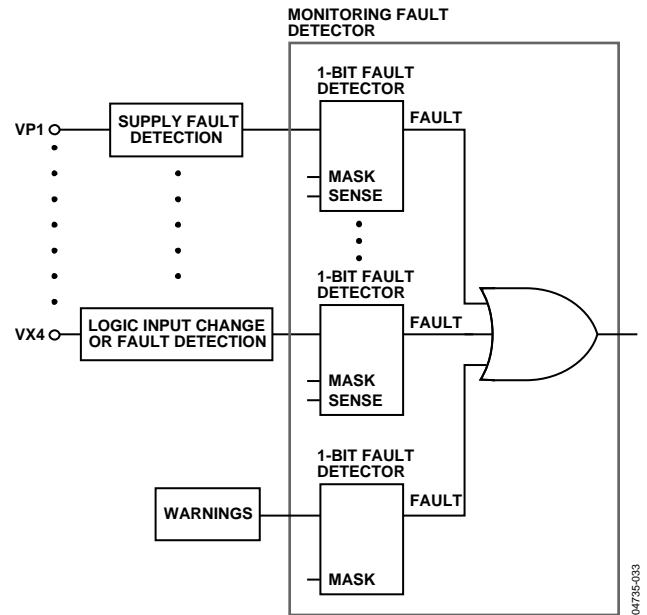 MONITORING FAULT
DETECTOR
1-BIT FAULT
DETECTOR
FAULT
VP1
SUPPLY FAULT
DETECTION
MASK
SENSE
1-BIT FAULT
DETECTOR
FAULT
VX4
LOGIC INPUT CHANGE
OR FAULT DETECTION
MASK
SENSE
1-BIT FAULT
DETECTOR
FAULT
WARNINGS
MASK
04735-033